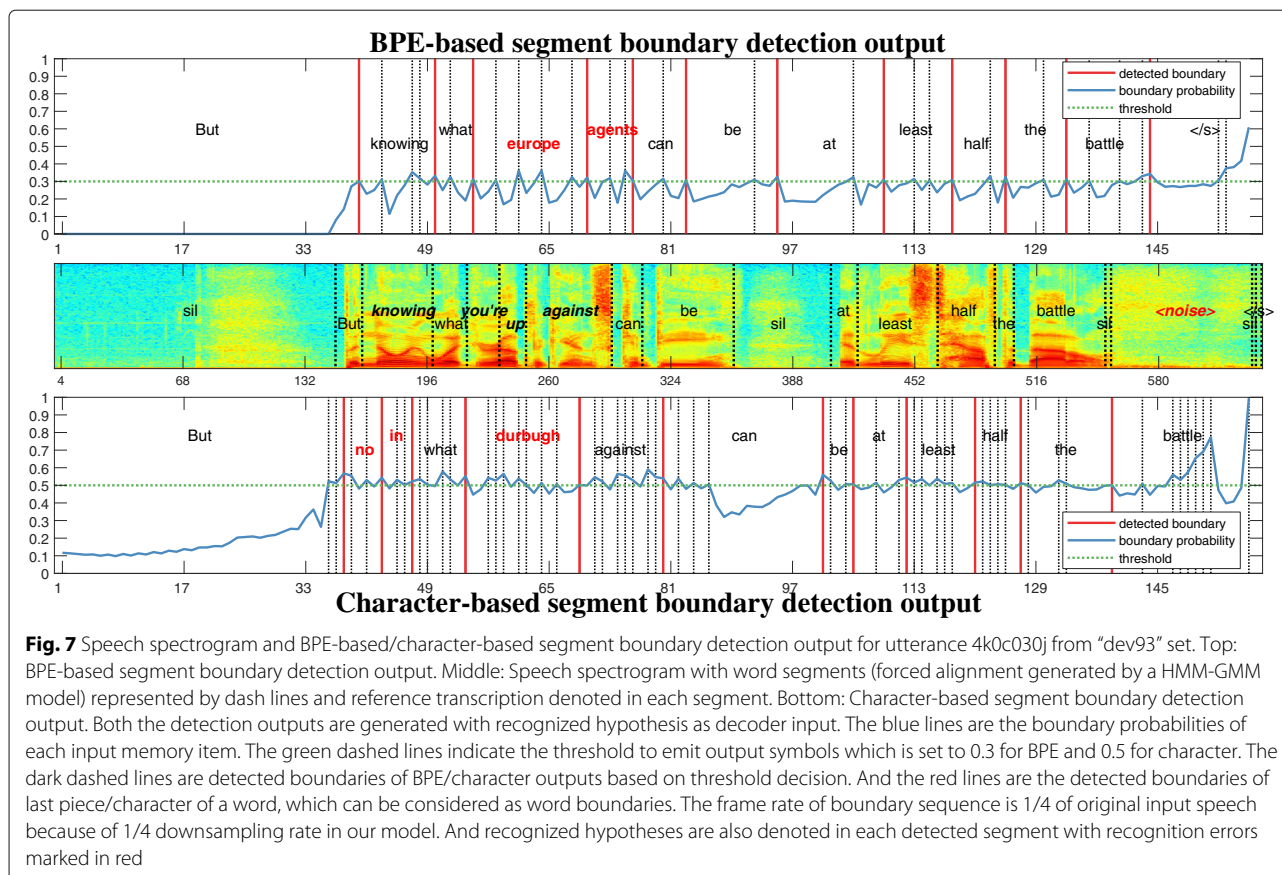 BPE-based segment boundary detection output
1
0.9
0.8
0.7
0.6
0.5
0.4
0.3
0.2
0.1
0
detected boundary
boundary probability
threshold
But knowing what europe agents can be at least half the battle </s>
1 17 33 49 65 81 97 113 129 145
sil But knowing what you're up against can be sil at least half the battle sil <noise> sil </s>
4 68 132 196 260 324 388 452 516 580
1
0.9
0.8
0.7
0.6
0.5
0.4
0.3
0.2
0.1
0
But no in what durbugh against can be at least half the battle
detected boundary
boundary probability
threshold
1 17 33 49 65 81 97 113 129 145
Character-based segment boundary detection output
Fig. 7 Speech spectrogram and BPE-based/character-based segment boundary detection output for utterance 4k0c030j from “dev93” set. Top:
BPE-based segment boundary detection output. Middle: Speech spectrogram with word segments (forced alignment generated by a HMM-GMM
model) represented by dash lines and reference transcription denoted in each segment. Bottom: Character-based segment boundary detection
output. Both the detection outputs are generated with recognized hypothesis as decoder input. The blue lines are the boundary probabilities of
each input memory item. The green dashed lines indicate the threshold to emit output symbols which is set to 0.3 for BPE and 0.5 for character. The
dark dashed lines are detected boundaries of BPE/character outputs based on threshold decision. And the red lines are the detected boundaries of
last piece/character of a word, which can be considered as word boundaries. The frame rate of boundary sequence is 1/4 of original input speech
because of 1/4 downsampling rate in our model. And recognized hypotheses are also denoted in each detected segment with recognition errors
marked in red